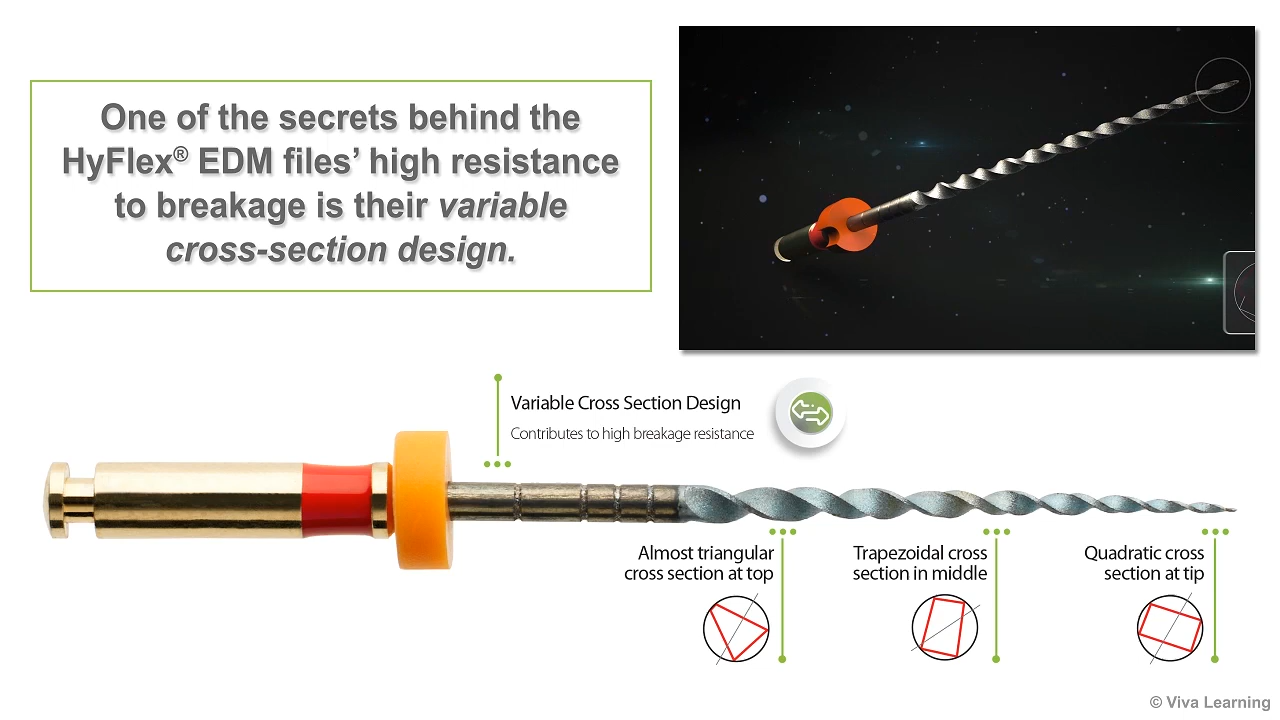 One of the secrets behind the
HyFlex® EDM files’ high resistance
to breakage is their variable
cross-section design.
Variable Cross Section Design
Contributes to high breakage resistance
Almost triangular
cross section at top
Trapezoidal cross
section in middle
Quadratic cross
section at tip
© Viva Learning